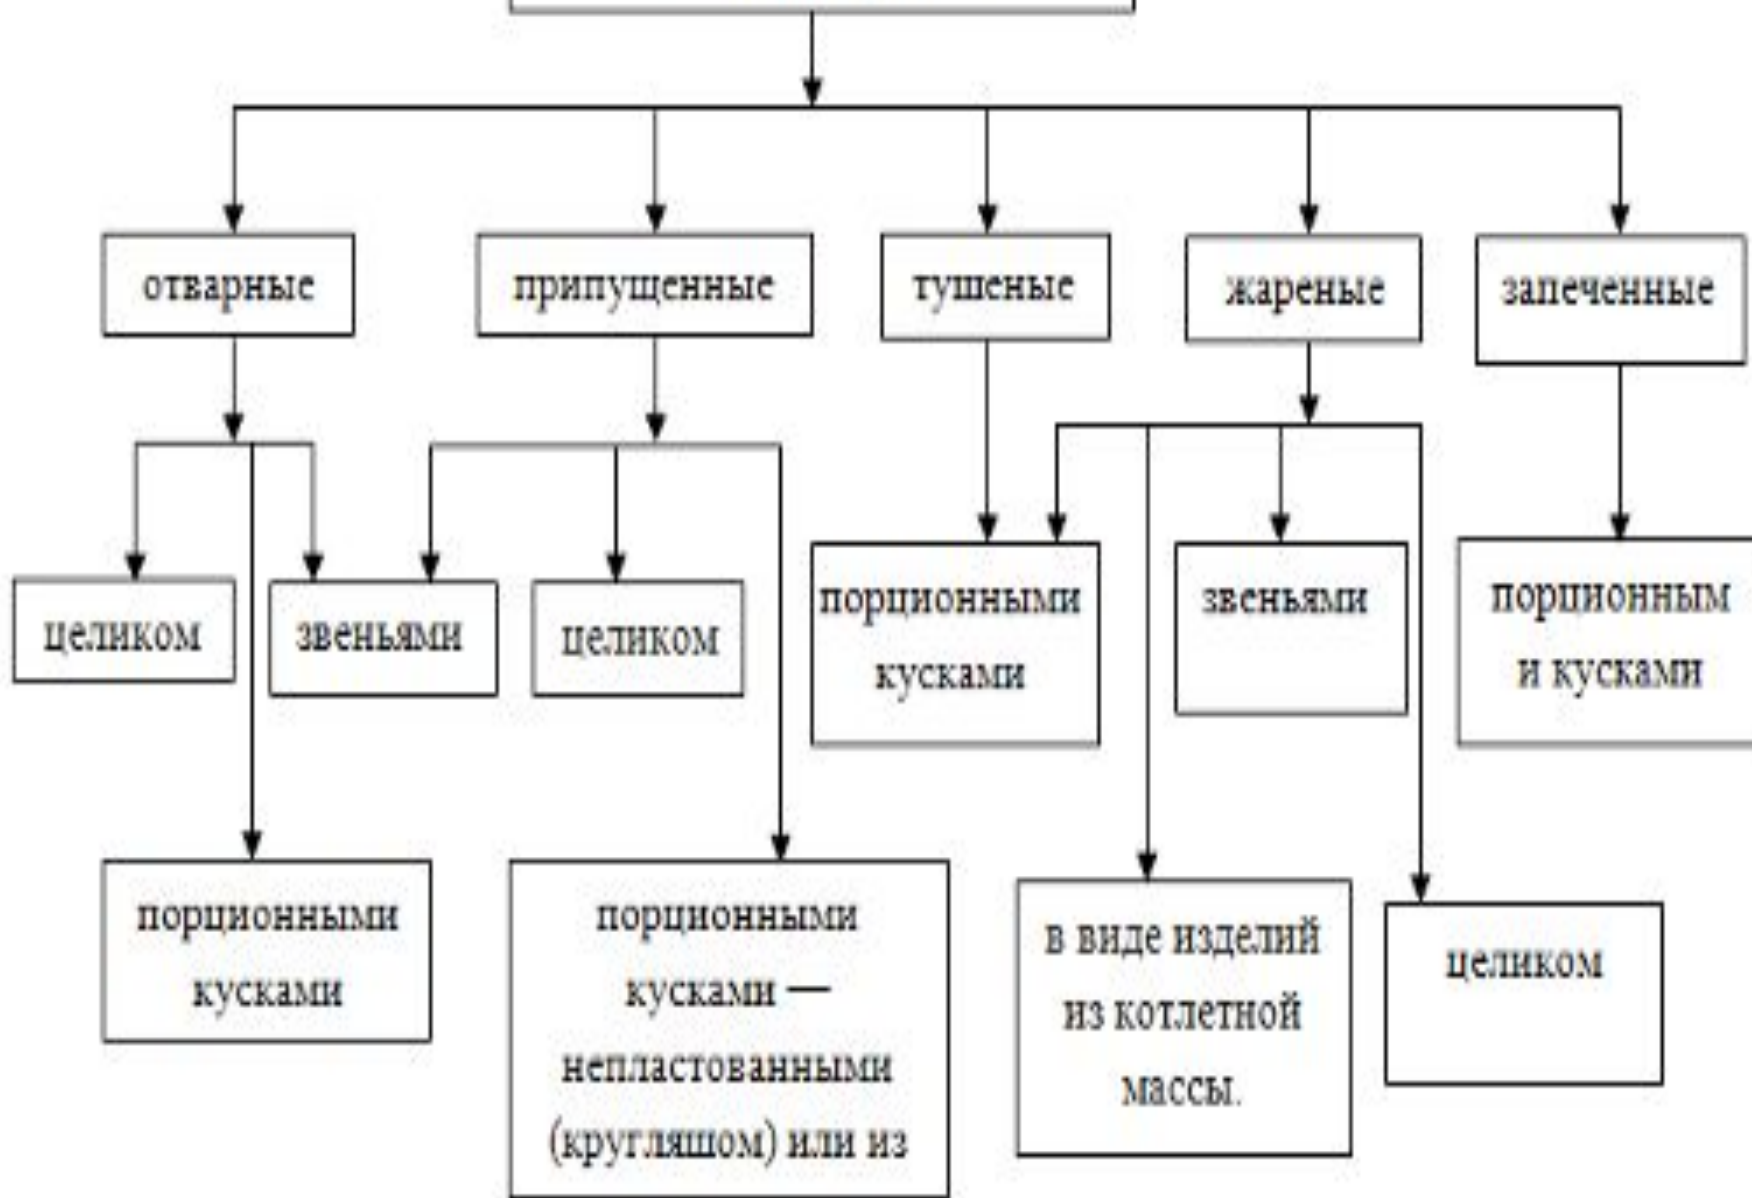 отварные
припущенные
тушеные
жареные
запеченные
целиком
звеньями
целиком
порционными
кусками
звеньями
порционным
и кусками
порционными
кусками
порционными
кусками —
непластованными
(кругляшом) или из
в виде изделий
из котлетной
массы.
целиком